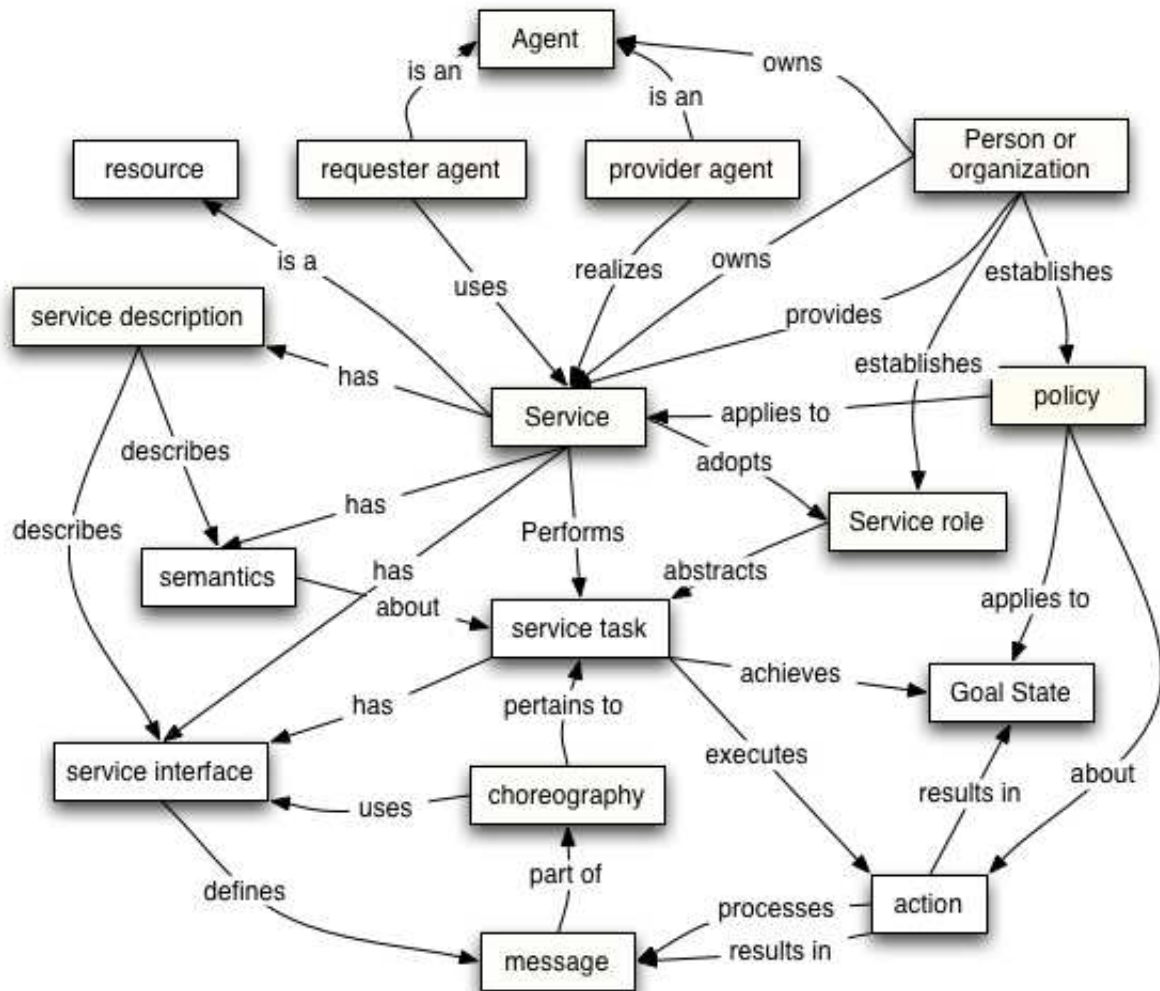 Agent
is an
owns
is an
resource
requester agent
provider agent
Person or
organization
is a
uses
realizes
owns
establishes
service description
provides
has
establishes
Service
applies to
policy
describes
adopts
has
describes
Performs
Service role
semantics
has
abstracts
about
service task
applies to
achieves
Goal State
has
pertains to
executes
service interface
choreography
about
uses
results in
part of
defines
processes
action
results in
message